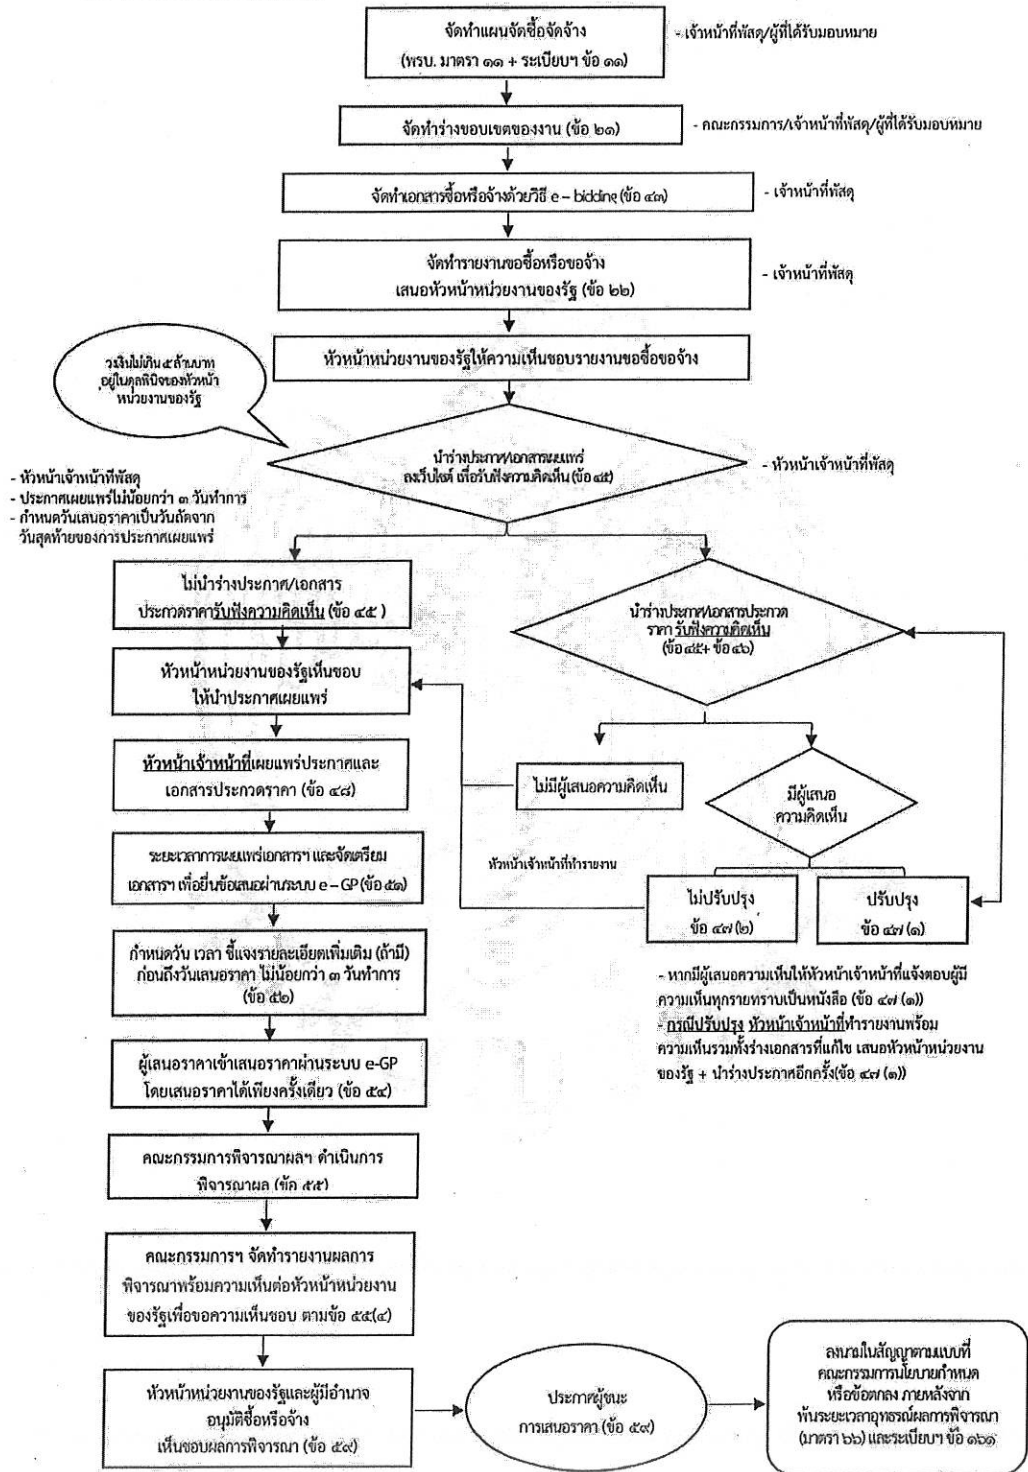 จัดทำแผนจัดซื้อจัดจ้าง
(พรบ. มาตรา ๑๑ + ระเบียบฯ ข้อ ๑๑)
- เจ้าหน้าที่พัสดุ/ผู้ที่ได้รับมอบหมาย
จัดทำร่างขอบเขตของงาน (ข้อ ๒๑)
- คณะกรรมการ/เจ้าหน้าที่พัสดุ/ผู้ที่ได้รับมอบหมาย
จัดทำเอกสารซื้อหรือจ้างด้วยวิธี e – bidding (ข้อ ๔๓)
- เจ้าหน้าที่พัสดุ
จัดทำรายงานขอซื้อหรือขอจ้าง
เสนอหัวหน้าหน่วยงานของรัฐ (ข้อ ๒๒)
- เจ้าหน้าที่พัสดุ
หัวหน้าหน่วยงานของรัฐให้ความเห็นชอบรายงานขอซื้อขอจ้าง
วงเงินไม่เกิน ๕ ล้านบาท
อยู่ในดุลพินิจของหัวหน้า
หน่วยงานของรัฐ
นำร่างประกาศ/เอกสารเผยแพร่
ลงเว็บไซต์ เพื่อรับฟังความคิดเห็น (ข้อ ๔๕)
- หัวหน้าเจ้าหน้าที่พัสดุ
- หัวหน้าเจ้าหน้าที่พัสดุ
- ประกาศเผยแพร่ไม่น้อยกว่า ๓ วันทำการ
- กำหนดวันเสนอราคาเป็นวันถัดจาก
วันสุดท้ายของการประกาศเผยแพร่
ไม่นำร่างประกาศ/เอกสาร
ประกวดราคารับฟังความคิดเห็น (ข้อ ๔๕ )
นำร่างประกาศ/เอกสารประกวด
ราคา รับฟังความคิดเห็น
(ข้อ ๔๕+ ข้อ ๔๖)
หัวหน้าหน่วยงานของรัฐเห็นชอบ
ให้นำประกาศเผยแพร่
หัวหน้าเจ้าหน้าที่เผยแพร่ประกาศและ
เอกสารประกวดราคา (ข้อ ๔๘)
ไม่มีผู้เสนอความคิดเห็น
มีผู้เสนอ
ความคิดเห็น
ระยะเวลาการเผยแพร่เอกสารฯ และจัดเตรียม
เอกสารฯ เพื่อยื่นข้อเสนอผ่านระบบ e – GP (ข้อ ๕๑)
หัวหน้าเจ้าหน้าที่ทำรายงาน
ไม่ปรับปรุง
ข้อ ๔๗ (๒)
ปรับปรุง
ข้อ ๔๗ (๑)
กำหนดวัน เวลา ชี้แจงรายละเอียดเพิ่มเติม (ถ้ามี)
ก่อนถึงวันเสนอราคา ไม่น้อยกว่า ๓ วันทำการ
(ข้อ ๕๒)
- หากมีผู้เสนอความเห็นให้หัวหน้าเจ้าหน้าที่แจ้งตอบผู้มี
ความเห็นทุกรายทราบเป็นหนังสือ (ข้อ ๔๗ (๑))
- กรณีปรับปรุง หัวหน้าเจ้าหน้าที่ทำรายงานพร้อม
ความเห็นรวมทั้งร่างเอกสารที่แก้ไข เสนอหัวหน้าหน่วยงาน
ของรัฐ + นำร่างประกาศอีกครั้ง(ข้อ ๔๗ (๑))
ผู้เสนอราคาเข้าเสนอราคาผ่านระบบ e-GP
โดยเสนอราคาได้เพียงครั้งเดียว (ข้อ ๕๔)
คณะกรรมการพิจารณาผลฯ ดำเนินการ
พิจารณาผล (ข้อ ๕๕)
คณะกรรมการฯ จัดทำรายงานผลการ
พิจารณาพร้อมความเห็นต่อหัวหน้าหน่วยงาน
ของรัฐเพื่อขอความเห็นชอบ ตามข้อ ๕๕(๔)
หัวหน้าหน่วยงานของรัฐและผู้มีอำนาจ
อนุมัติซื้อหรือจ้าง
เห็นชอบผลการพิจารณา (ข้อ ๕๙)
ประกาศผู้ชนะ
การเสนอราคา (ข้อ ๕๙)
ลงนามในสัญญาตามแบบที่
คณะกรรมการนโยบายกำหนด
หรือข้อตกลง ภายหลังจาก
พ้นระยะเวลาอุทธรณ์ผลการพิจารณา
(มาตรา ๖๖) และระเบียบฯ ข้อ ๑๖๑